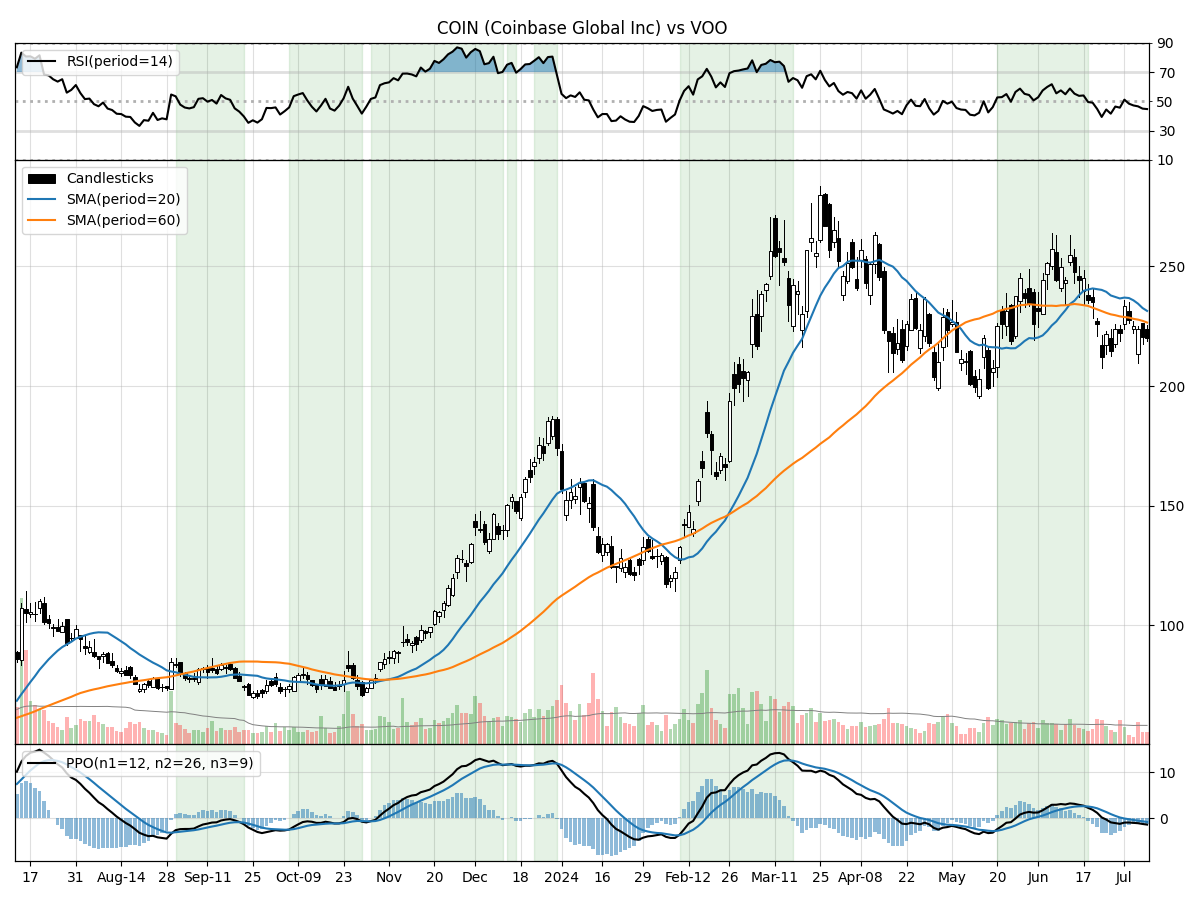 COIN (Coinbase Global Inc) vs VOO
RSI(period=14)
90
70
50
30
10
Candlesticks
SMA(period=20)
SMA(period=60)
250
200
150
100
PPO(n1=12, n2=26, n3=9)
10
0
17 31 Aug-14 28 Sep-11 25 Oct-09 23 Nov 20 Dec 18 2024 16 29 Feb-12 26 Mar-11 25 Apr-08 22 May 20 Jun 17 Jul